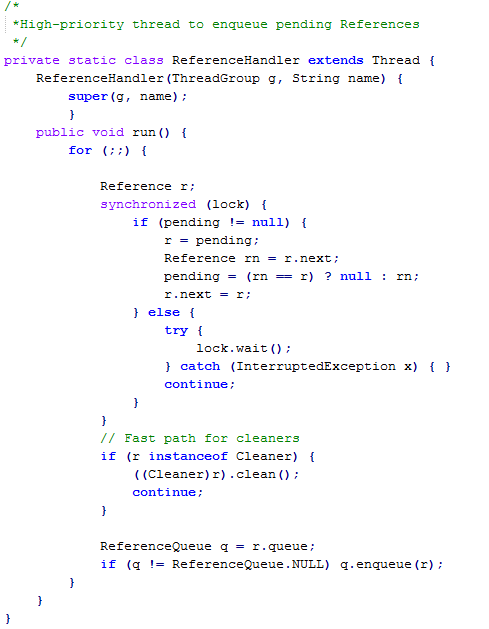 /*
 *High-priority thread to enqueue pending References
 */
private static class ReferenceHandler extends Thread {
    ReferenceHandler(ThreadGroup g, String name) {
        super(g, name);
        }
    public void run() {
        for (;;) {

            Reference r;
            synchronized (lock) {
                if (pending != null) {
                    r = pending;
                    Reference rn = r.next;
                    pending = (rn == r) ? null : rn;
                    r.next = r;
                } else {
                    try {
                        lock.wait();
                    } catch (InterruptedException x) { }
                    continue;
                }
            }
            // Fast path for cleaners
            if (r instanceof Cleaner) {
                ((Cleaner)r).clean();
                continue;
            }

            ReferenceQueue q = r.queue;
            if (q != ReferenceQueue.NULL) q.enqueue(r);
        }
    }
}